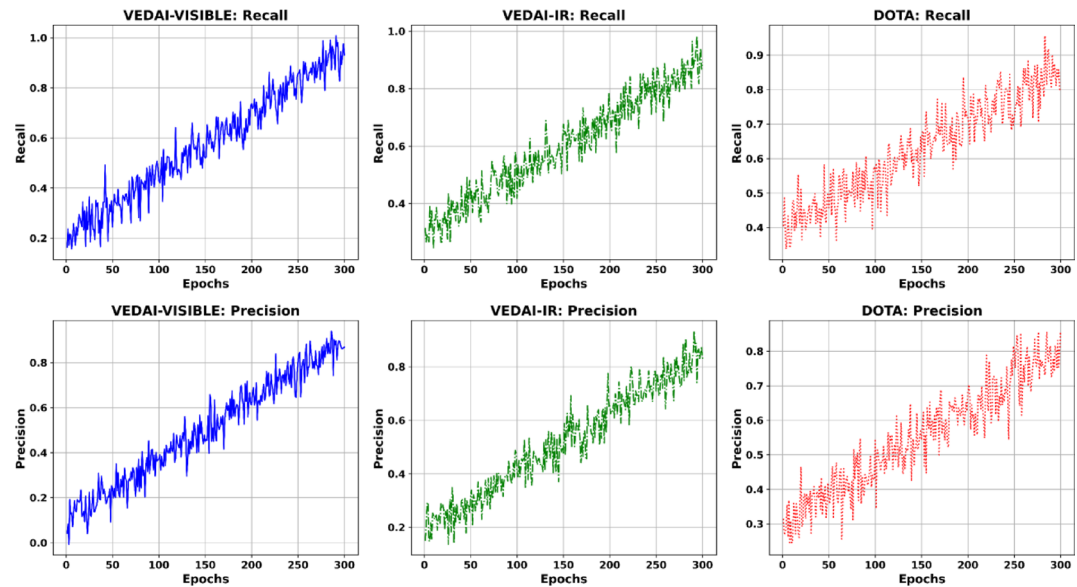 VEDAI-VISIBLE: Recall
VEDAI-IR: Recall
DOTA: Recall
Recall
1.0
0.8
0.6
0.4
0.2
0 50 100 150 200 250 300
Epochs
Recall
1.0
0.8
0.6
0.4
0 50 100 150 200 250 300
Epochs
Recall
0.9
0.8
0.7
0.6
0.5
0.4
0 50 100 150 200 250 300
Epochs
VEDAI-VISIBLE: Precision
VEDAI-IR: Precision
DOTA: Precision
Precision
0.8
0.6
0.4
0.2
0.0
0 50 100 150 200 250 300
Epochs
Precision
0.8
0.6
0.4
0.2
0 50 100 150 200 250 300
Epochs
Precision
0.8
0.7
0.6
0.5
0.4
0.3
0 50 100 150 200 250 300
Epochs